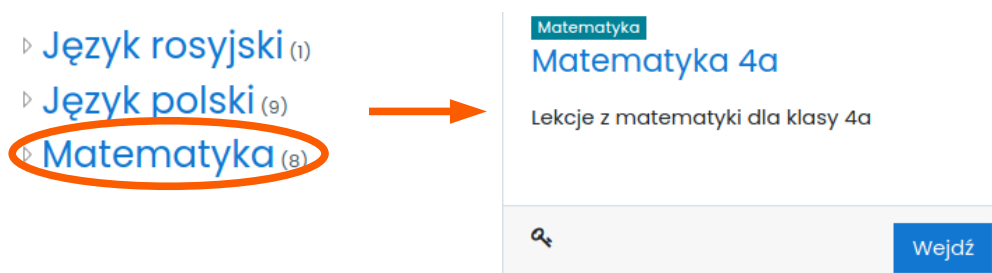 Język rosyjski (1)
Język polski (9)
Matematyka (8)
Matematyka
Matematyka 4a
Lekcje z matematyki dla klasy 4a
Wejdź